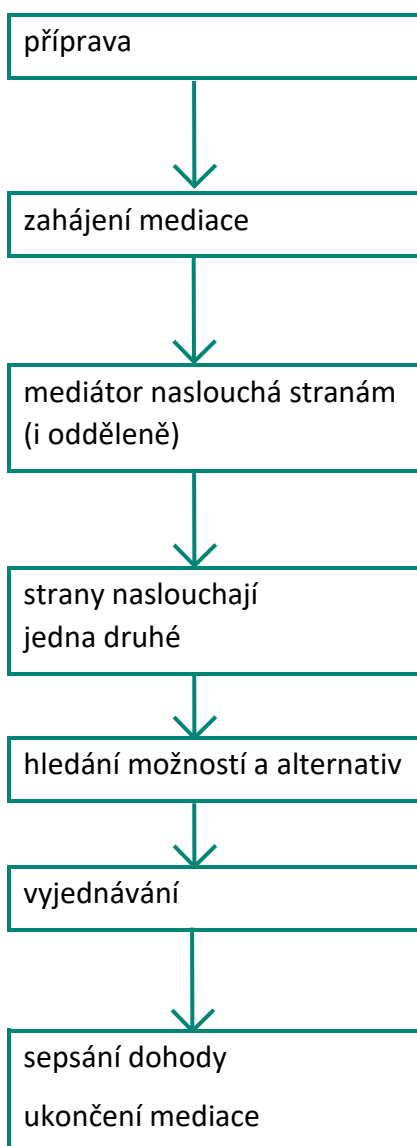 příprava
zahájení mediace
mediátor naslouchá stranám
(i odděleně)
strany naslouchají
jedna druhé
hledání možností a alternativ
vyjednávání
sepsání dohody
ukončení mediace